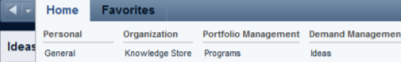 Home Favorites
Personal Organization Portfolio Management Demand Managemen
Ideas General Knowledge Store Programs Ideas